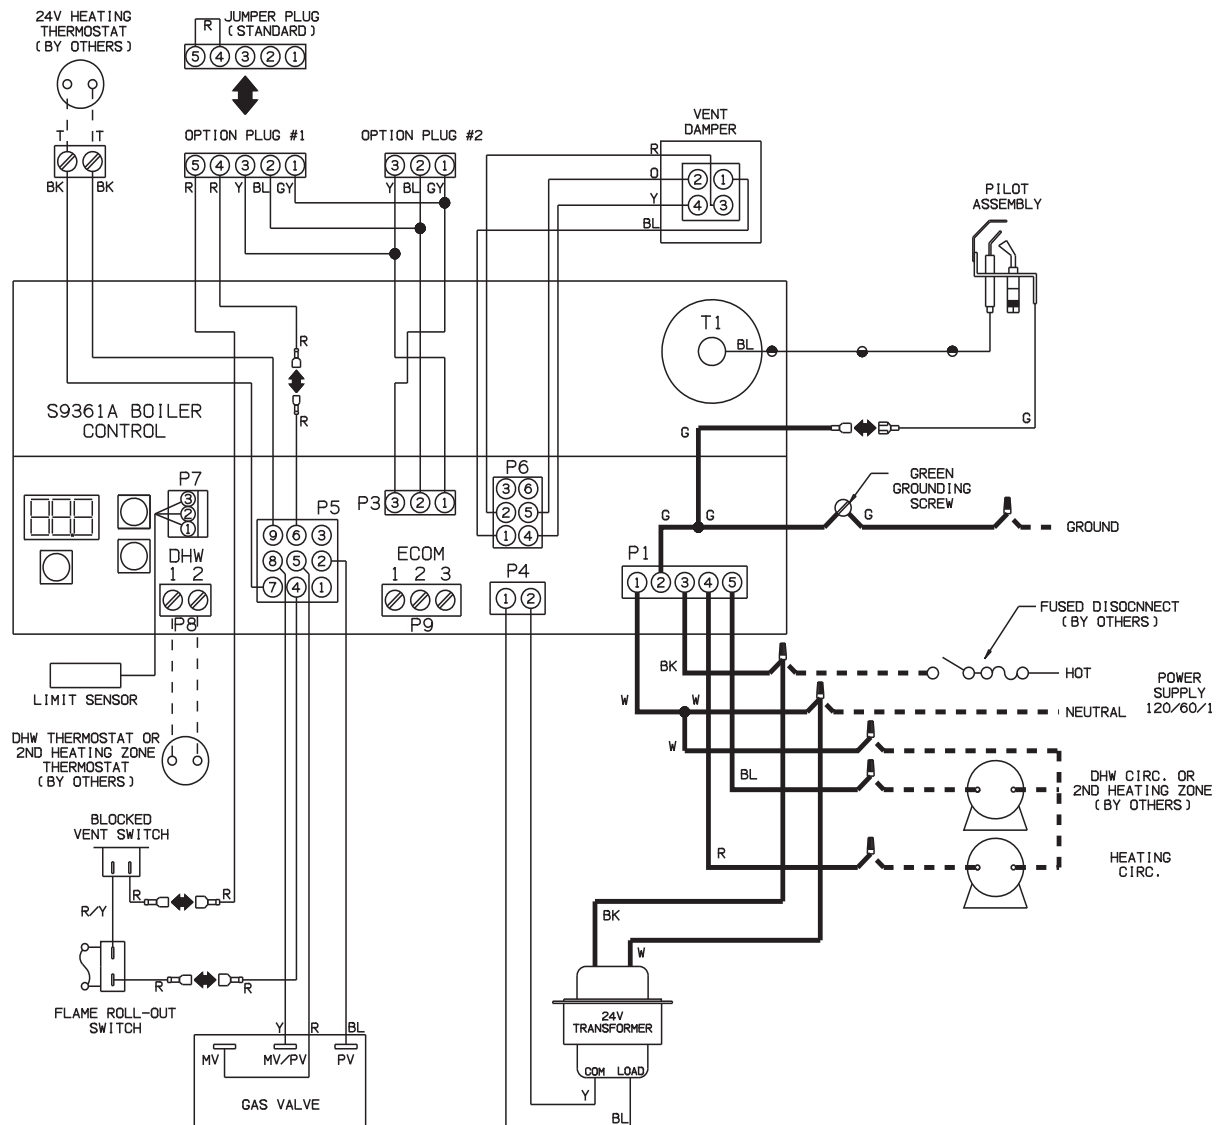 24V HEATING
THERMOSTAT
(BY OTHERS)
JUMPER PLUG
(STANDARD)
R
5 4 3 2 1
T T
BK BK
OPTION PLUG #1
5 4 3 2 1
R R Y BL GY
OPTION PLUG #2
3 2 1
Y BL GY
VENT
DAMPER
R
O
Y
BL
2 1
4 3
PILOT
ASSEMBLY
T1
BL
R
R
S9361A BOILER
CONTROL
G
G
P7
3
2
1
DHW
1 2
P8
P5
9 6 3
8 5 2
7 4 1
P3
3 2 1
ECOM
1 2 3
P9
P6
3 6
2 5
1 4
P4
1 2
G G
G
GREEN
GROUNDING
SCREW
GROUND
P1
1 2 3 4 5
FUSED DISOCNNECT
(BY OTHERS)
BK
HOT
POWER
SUPPLY
120/60/1
W W
NEUTRAL
W
BL
DHW CIRC. OR
2ND HEATING ZONE
(BY OTHERS)
R
HEATING
CIRC.
LIMIT SENSOR
DHW THERMOSTAT OR
2ND HEATING ZONE
THERMOSTAT
(BY OTHERS)
BLOCKED
VENT SWITCH
R R
R/Y
R R
FLAME ROLL-OUT
SWITCH
Y R BL
MV MV/PV PV
GAS VALVE
BK
W
24V
TRANSFORMER
COM LOAD
Y
BL